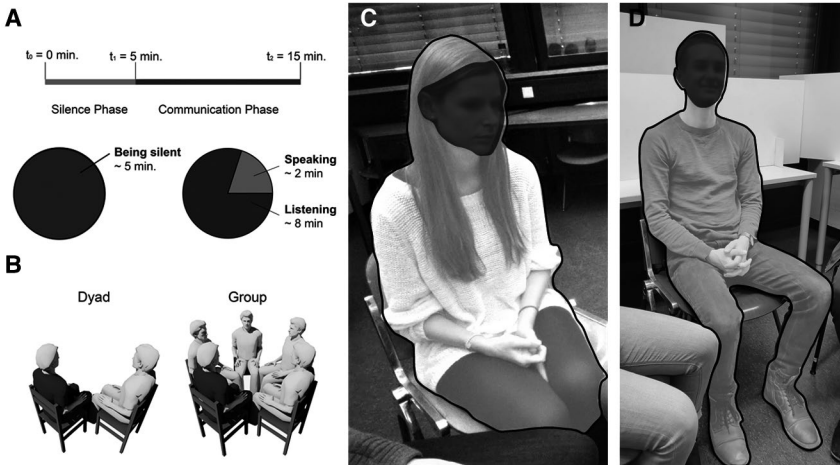 A
t₀ = 0 min.
t₁ = 5 min.
t₂ = 15 min.
Silence Phase
Communication Phase
Being silent
~ 5 min.
Speaking
~ 2 min
Listening
~ 8 min
B
Dyad
Group
C
D